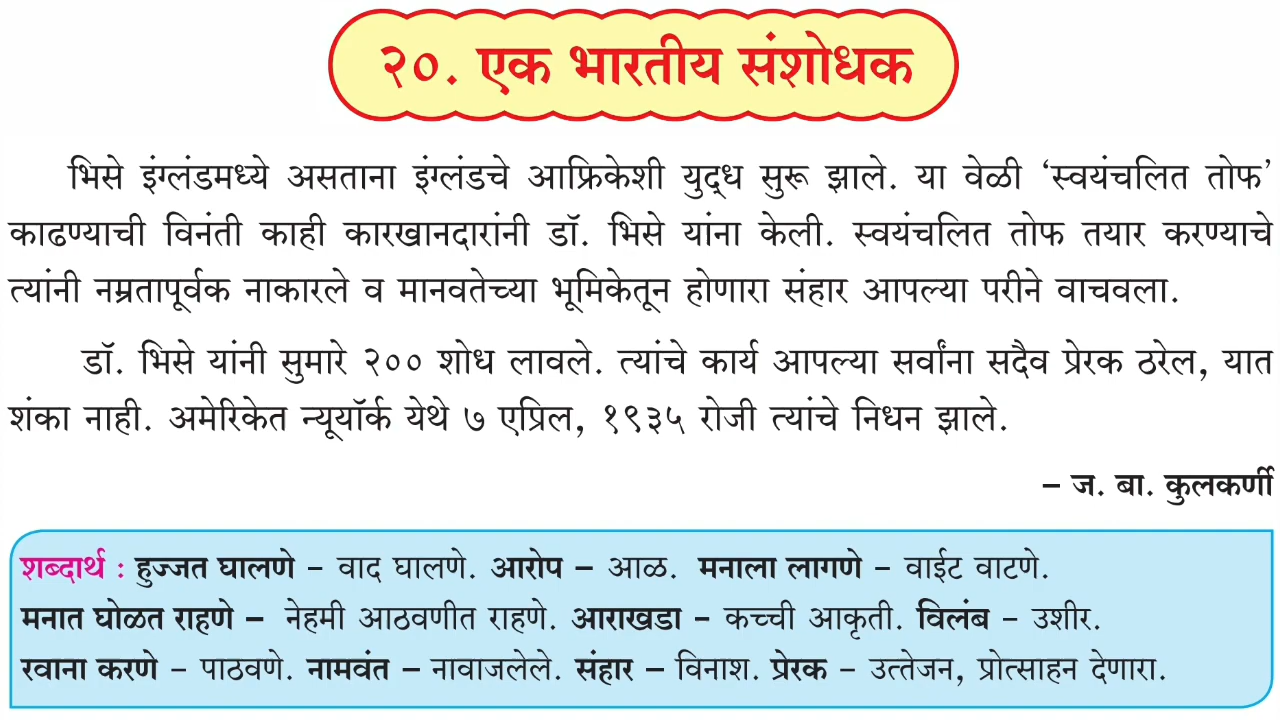 २०. एक भारतीय संशोधक
भिसे इंग्लंडमध्ये असताना इंग्लंडचे आफ्रिकेशी युद्ध सुरू झाले. या वेळी ‘स्वयंचलित तोफ’
काढण्याची विनंती काही कारखानदारांनी डॉ. भिसे यांना केली. स्वयंचलित तोफ तयार करण्याचे
त्यांनी नम्रतापूर्वक नाकारले व मानवतेच्या भूमिकेतून होणारा संहार आपल्या परीने वाचवला.
डॉ. भिसे यांनी सुमारे २०० शोध लावले. त्यांचे कार्य आपल्या सर्वांना सदैव प्रेरक ठरेल, यात
शंका नाही. अमेरिकेत न्यूयॉर्क येथे ७ एप्रिल, १९३५ रोजी त्यांचे निधन झाले.
– ज. बा. कुलकर्णी
शब्दार्थ : हुज्जत घालणे – वाद घालणे. आरोप – आळ. मनाला लागणे – वाईट वाटणे.
मनात घोळत राहणे – नेहमी आठवणीत राहणे. आराखडा – कच्ची आकृती. विलंब – उशीर.
रवाना करणे – पाठवणे. नामवंत – नावाजलेले. संहार – विनाश. प्रेरक – उत्तेजन, प्रोत्साहन देणारा.